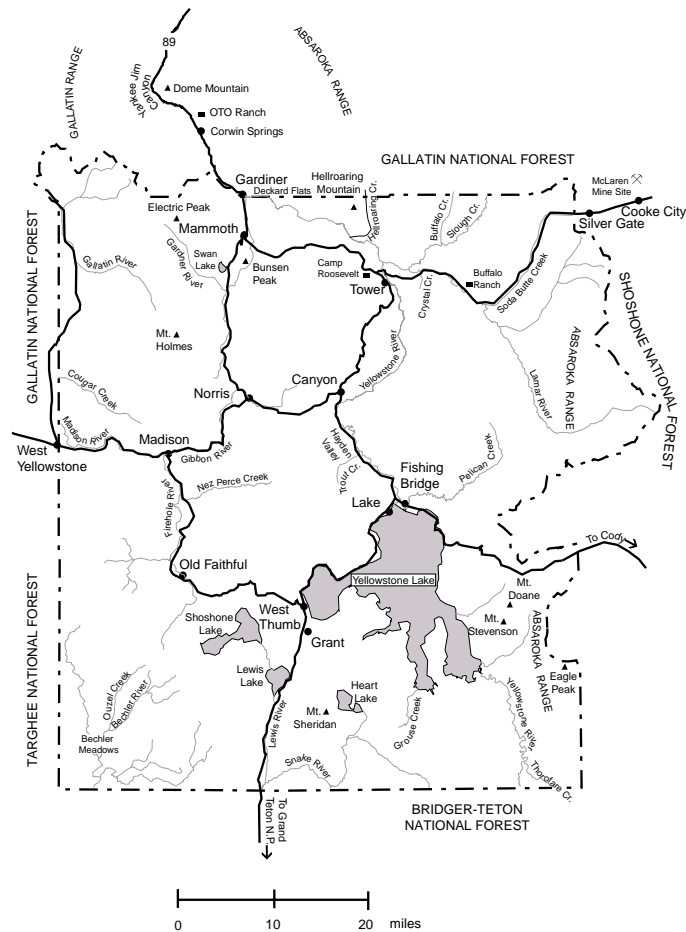 89
Yankee Jim
Canyon
Dome Mountain
GALLATIN RANGE
ABSAROKA RANGE
OTO Ranch
Corwin Springs
GALLATIN NATIONAL FOREST
Gardiner
Deckard Flats
Hellroaring
Mountain
Hellroaring Cr.
McLaren
Mine Site
Cooke City
Silver Gate
Electric Peak
Mammoth
Buffalo Cr.
Slough Cr.
Gallatin River
Gardner River
Swan
Lake
Bunsen
Peak
Camp
Roosevelt
Tower
Crystal Cr.
Buffalo
Ranch
Soda Butte Creek
GALLATIN NATIONAL FOREST
SHOSHONE NATIONAL FOREST
Mt.
Holmes
Yellowstone River
ABSAROKA RANGE
Lamar River
Cougar Creek
Norris
Canyon
Madison River
West
Yellowstone
Madison
Gibbon River
Hayden
Valley
Trout Cr.
Fishing
Bridge
Pelican
Creek
Nez Perce Creek
Firehole River
Lake
To Cody
Old Faithful
Yellowstone Lake
Mt.
Doane
West
Thumb
Mt.
Stevenson
Shoshone
Lake
Grant
ABSAROKA RANGE
Eagle
Peak
Lewis
Lake
Heart
Lake
TARGHEE NATIONAL FOREST
Ouzel Creek
Bechler River
Lewis River
Mt.
Sheridan
Grouse Creek
Yellowstone River
Bechler
Meadows
Snake River
Thorofare Cr.
To Grand
Teton N.P.
BRIDGER-TETON
NATIONAL FOREST
0 10 20 miles